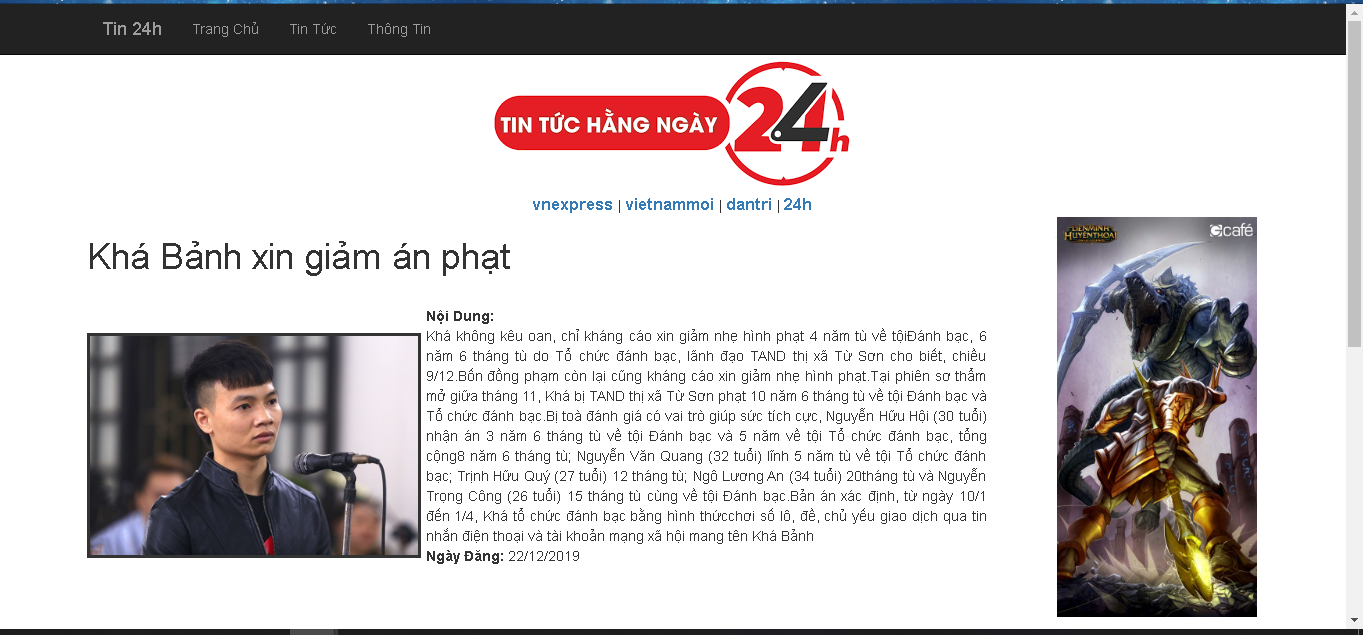 Tin 24h Trang Chủ Tin Tức Thông Tin
TIN TỨC HẰNG NGÀY 24h
vnexpress | vietnammoi | dantri | 24h
LIÊN MINH
HUYỀN THOẠI
Gcafé
Khá Bảnh xin giảm án phạt
Nội Dung:
Khá không kêu oan, chỉ kháng cáo xin giảm nhẹ hình phạt 4 năm tù về tộiĐánh bạc, 6
năm 6 tháng tù do Tổ chức đánh bạc, lãnh đạo TAND thị xã Từ Sơn cho biết, chiều
9/12.Bốn đồng phạm còn lại cũng kháng cáo xin giảm nhẹ hình phạt.Tại phiên sơ thẩm
mở giữa tháng 11, Khá bị TAND thị xã Từ Sơn phạt 10 năm 6 tháng tù về tội Đánh bạc và
Tổ chức đánh bạc.Bị toà đánh giá có vai trò giúp sức tích cực, Nguyễn Hữu Hội (30 tuổi)
nhận án 3 năm 6 tháng tù về tội Đánh bạc và 5 năm về tội Tổ chức đánh bạc, tổng
cộng8 năm 6 tháng tù; Nguyễn Văn Quang (32 tuổi) lĩnh 5 năm tù về tội Tổ chức đánh
bạc; Trịnh Hữu Quý (27 tuổi) 12 tháng tù; Ngô Lương An (34 tuổi) 20tháng tù và Nguyễn
Trọng Công (26 tuổi) 15 tháng tù cùng về tội Đánh bạc.Bản án xác định, từ ngày 10/1
đến 1/4, Khá tổ chức đánh bạc bằng hình thứcchơi số lô, đề, chủ yếu giao dịch qua tin
nhắn điện thoại và tài khoản mạng xã hội mang tên Khá Bảnh
Ngày Đăng: 22/12/2019